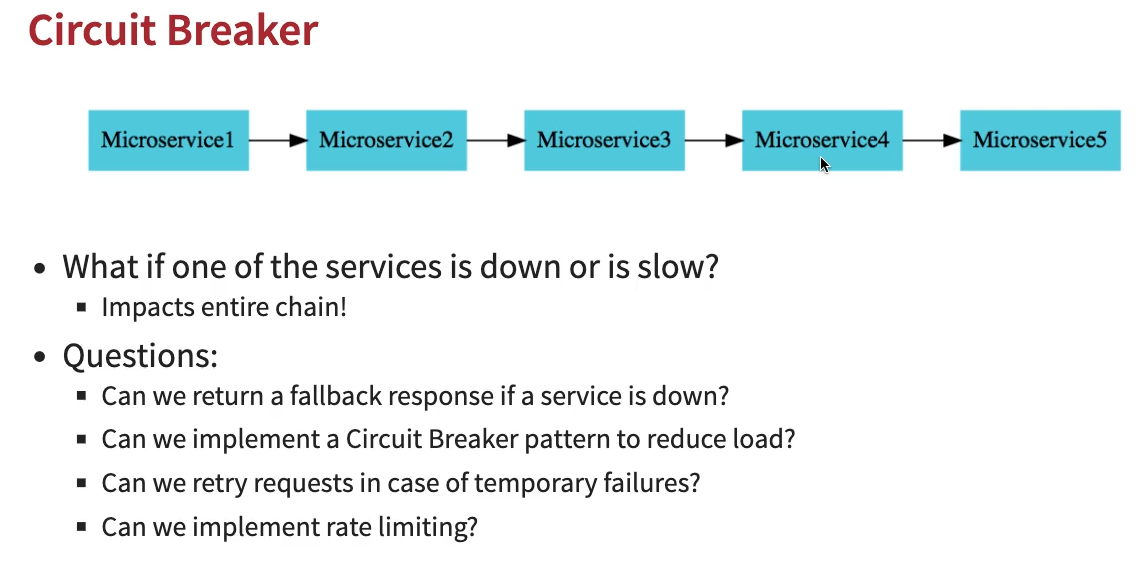 Circuit Breaker
Microservice1 Microservice2 Microservice3 Microservice4 Microservice5
• What if one of the services is down or is slow?
▪ Impacts entire chain!
• Questions:
▪ Can we return a fallback response if a service is down?
▪ Can we implement a Circuit Breaker pattern to reduce load?
▪ Can we retry requests in case of temporary failures?
▪ Can we implement rate limiting?